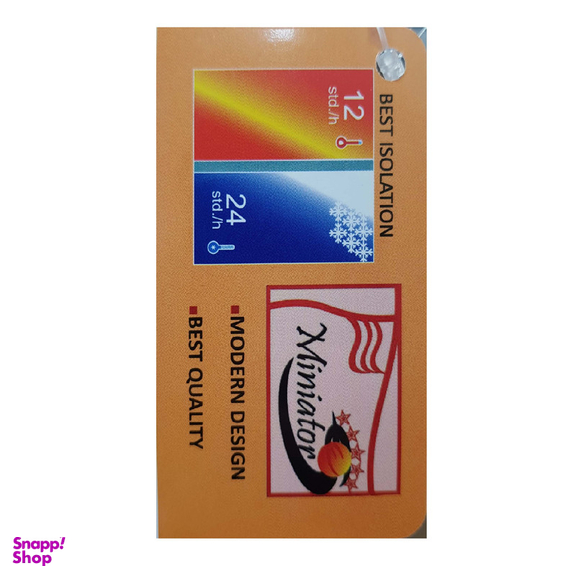 BEST ISOLATION
12
std./h
24
std./h
Miniator
MODERN DESIGN
BEST QUALITY
Snapp!
Shop